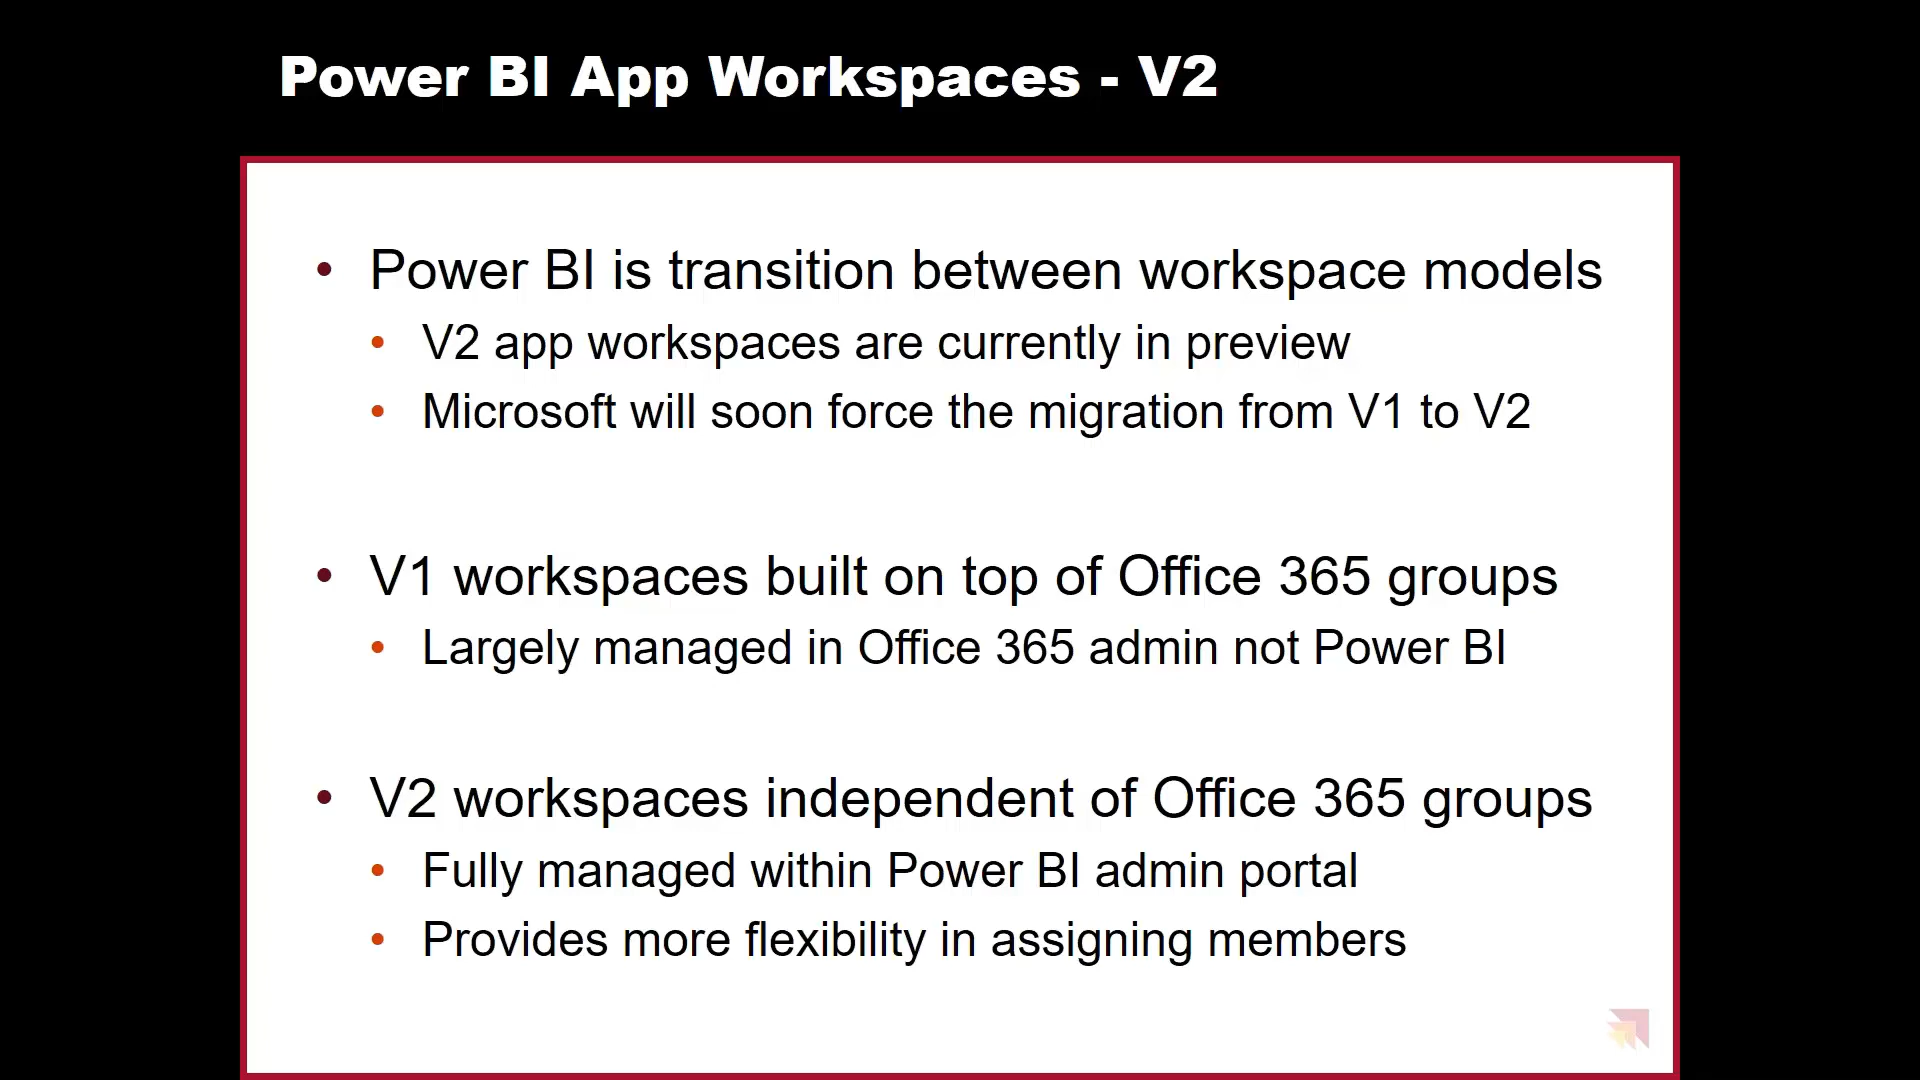 Power BI App Workspaces - V2
• Power BI is transition between workspace models
• V2 app workspaces are currently in preview
• Microsoft will soon force the migration from V1 to V2
• V1 workspaces built on top of Office 365 groups
• Largely managed in Office 365 admin not Power BI
• V2 workspaces independent of Office 365 groups
• Fully managed within Power BI admin portal
• Provides more flexibility in assigning members